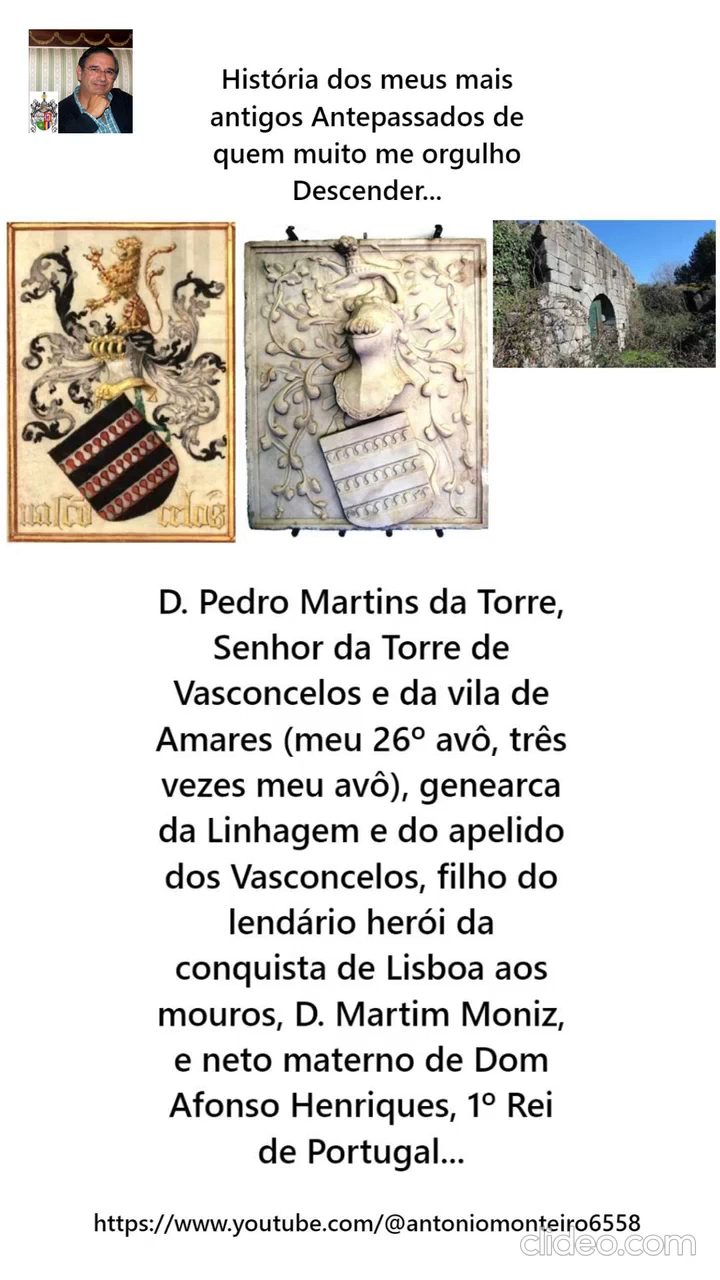 História dos meus mais
antigos Antepassados de
quem muito me orgulho
Descender...
uasco
celos
D. Pedro Martins da Torre,
Senhor da Torre de
Vasconcelos e da vila de
Amares (meu 26º avô, três
vezes meu avô), genearca
da Linhagem e do apelido
dos Vasconcelos, filho do
lendário herói da
conquista de Lisboa aos
mouros, D. Martim Moniz,
e neto materno de Dom
Afonso Henriques, 1º Rei
de Portugal...
https://www.youtube.com/@antoniomonteiro6558
clideo.com